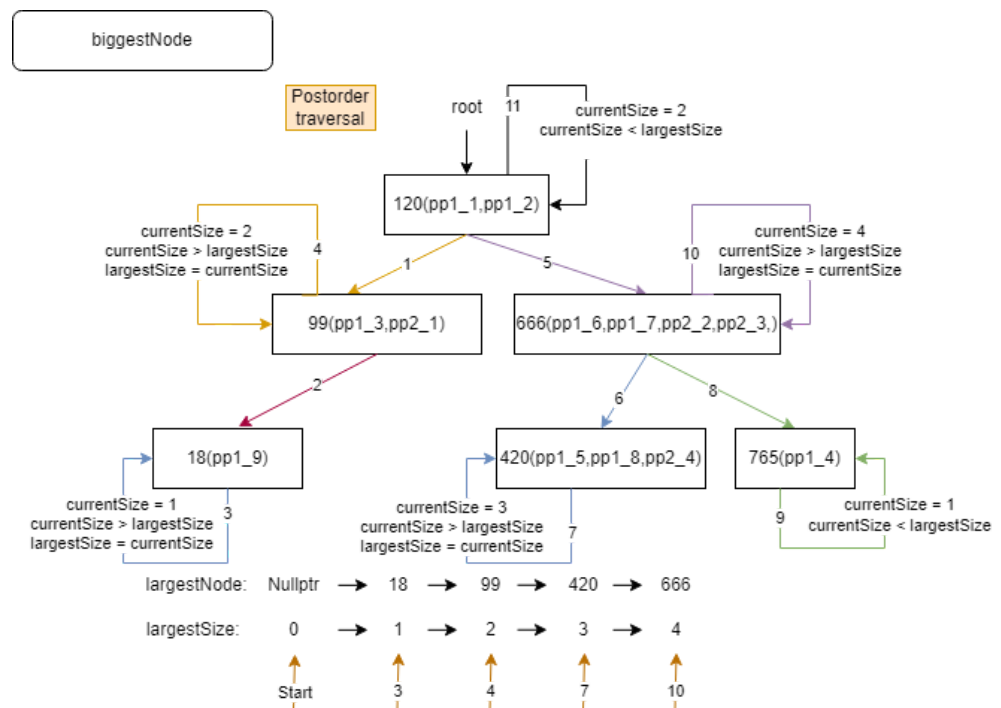 biggestNode
Postorder
traversal
root
11
currentSize = 2
currentSize < largestSize
120(pp1_1,pp1_2)
currentSize = 2
currentSize > largestSize
largestSize = currentSize
4
1
5
10
currentSize = 4
currentSize > largestSize
largestSize = currentSize
99(pp1_3,pp2_1)
666(pp1_6,pp1_7,pp2_2,pp2_3,)
2
6
8
18(pp1_9)
420(pp1_5,pp1_8,pp2_4)
765(pp1_4)
currentSize = 1
currentSize > largestSize
largestSize = currentSize
3
currentSize = 3
currentSize > largestSize
largestSize = currentSize
7
9
currentSize = 1
currentSize < largestSize
largestNode: Nullptr 18 99 420 666
largestSize: 0 1 2 3 4
Start 3 4 7 10